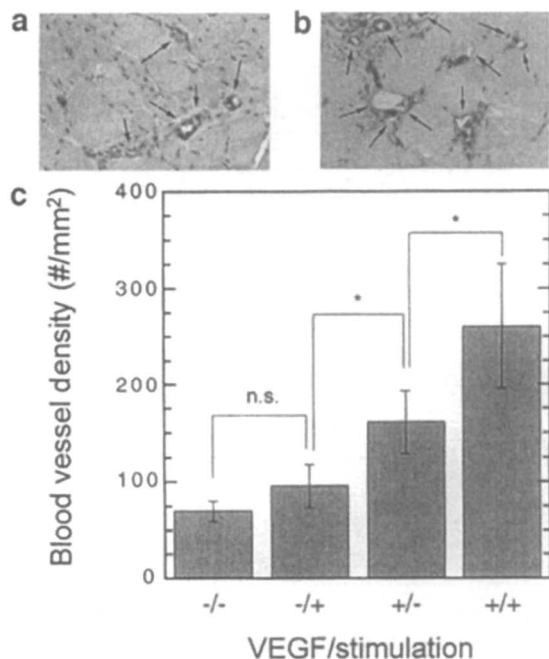 a
b
c
400
300
200
100
0
Blood vessel density (#/mm²)
n.s.
*
*
-/-
-/+
+/-
+/+
VEGF/stimulation